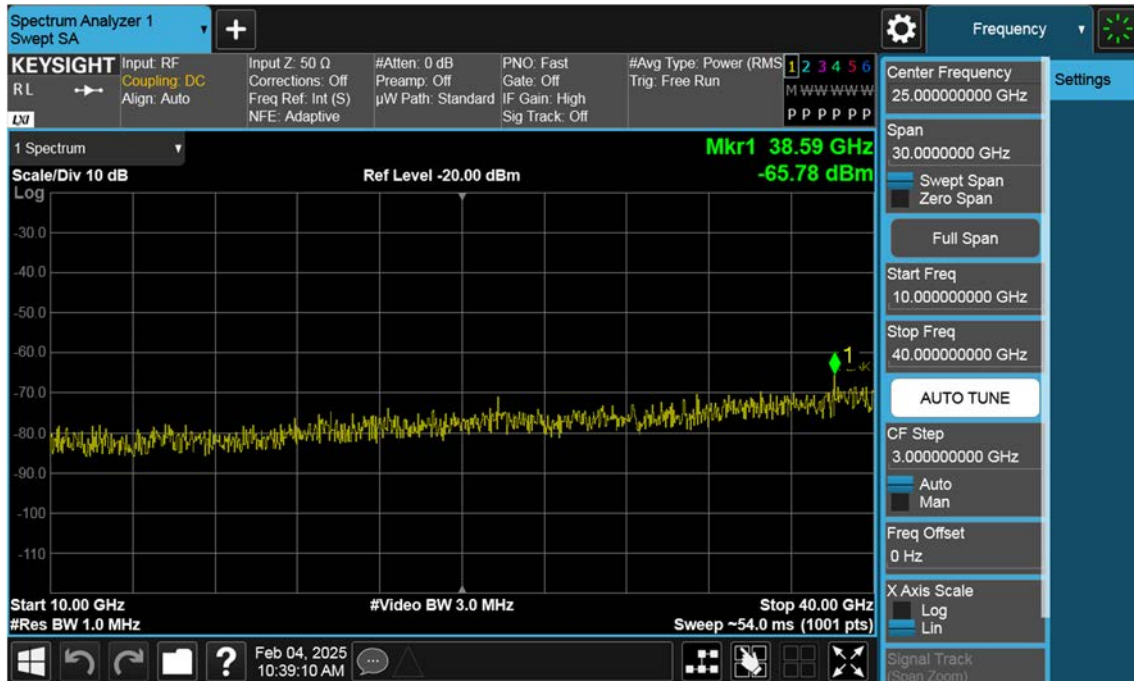 Spectrum Analyzer 1
Swept SA
Frequency
KEYSIGHT
RL
LXI
Input: RF
Coupling: DC
Align: Auto
Input Z: 50 Ω
Corrections: Off
Freq Ref: Int (S)
NFE: Adaptive
#Atten: 0 dB
Preamp: Off
µW Path: Standard
PNO: Fast
Gate: Off
IF Gain: High
Sig Track: Off
#Avg Type: Power (RMS
Trig: Free Run
1 2 3 4 5 6
M W W W W W
P P P P P P
1 Spectrum
Scale/Div 10 dB
Ref Level -20.00 dBm
Mkr1 38.59 GHz
-65.78 dBm
Log
-30.0
-40.0
-50.0
-60.0
-70.0
-80.0
-90.0
-100
-110
1
Start 10.00 GHz
#Video BW 3.0 MHz
Stop 40.00 GHz
#Res BW 1.0 MHz
Sweep ~54.0 ms (1001 pts)
Feb 04, 2025
10:39:10 AM
Center Frequency
25.000000000 GHz
Settings
Span
30.0000000 GHz
Swept Span
Zero Span
Full Span
Start Freq
10.000000000 GHz
Stop Freq
40.000000000 GHz
AUTO TUNE
CF Step
3.000000000 GHz
Auto
Man
Freq Offset
0 Hz
X Axis Scale
Log
Lin
Signal Track
(Span Zoom)